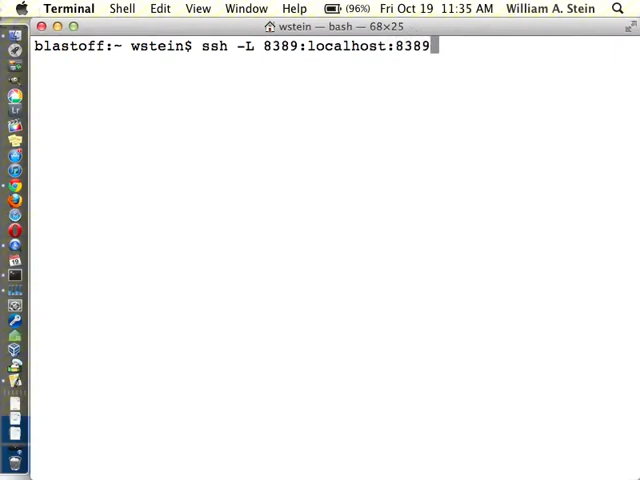 Terminal Shell Edit View Window Help (96%) Fri Oct 19 11:35 AM William A. Stein
wstein — bash — 68×25
blastoff:~ wstein$ ssh -L 8389:localhost:8389